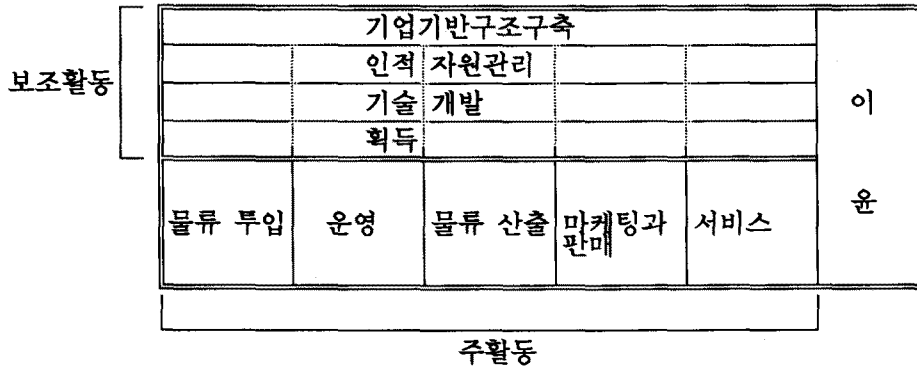 기업기반구조구축
인적 자원관리
보조활동
기술 개발
이
획득
윤
물류 투입
운영
물류 산출
마케팅과
판매
서비스
주활동